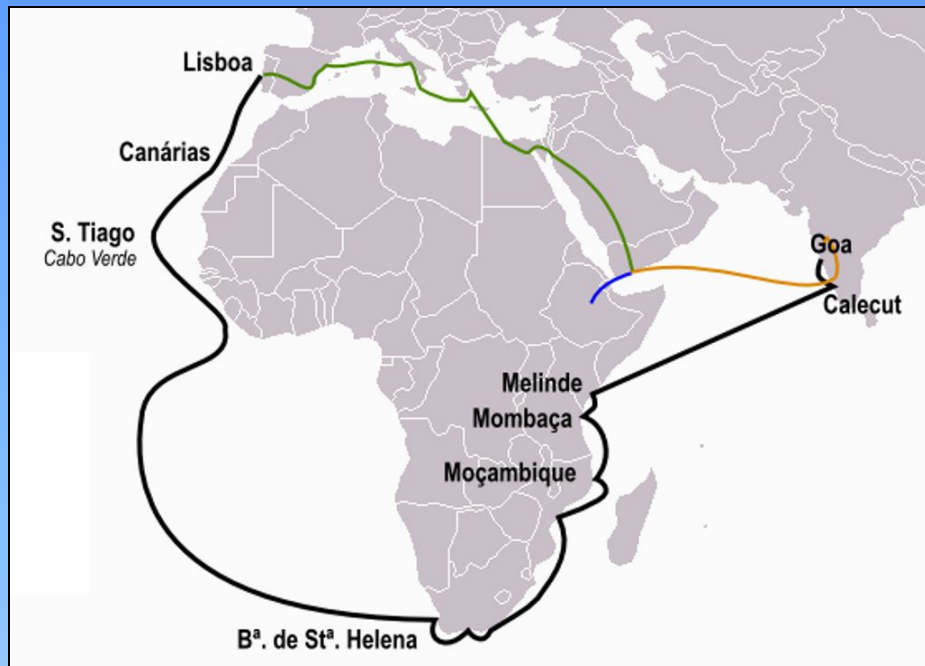 Lisboa
Canárias
S. Tiago
Cabo Verde
Goa
Calecut
Melinde
Mombaça
Moçambique
Bª. de Stª. Helena